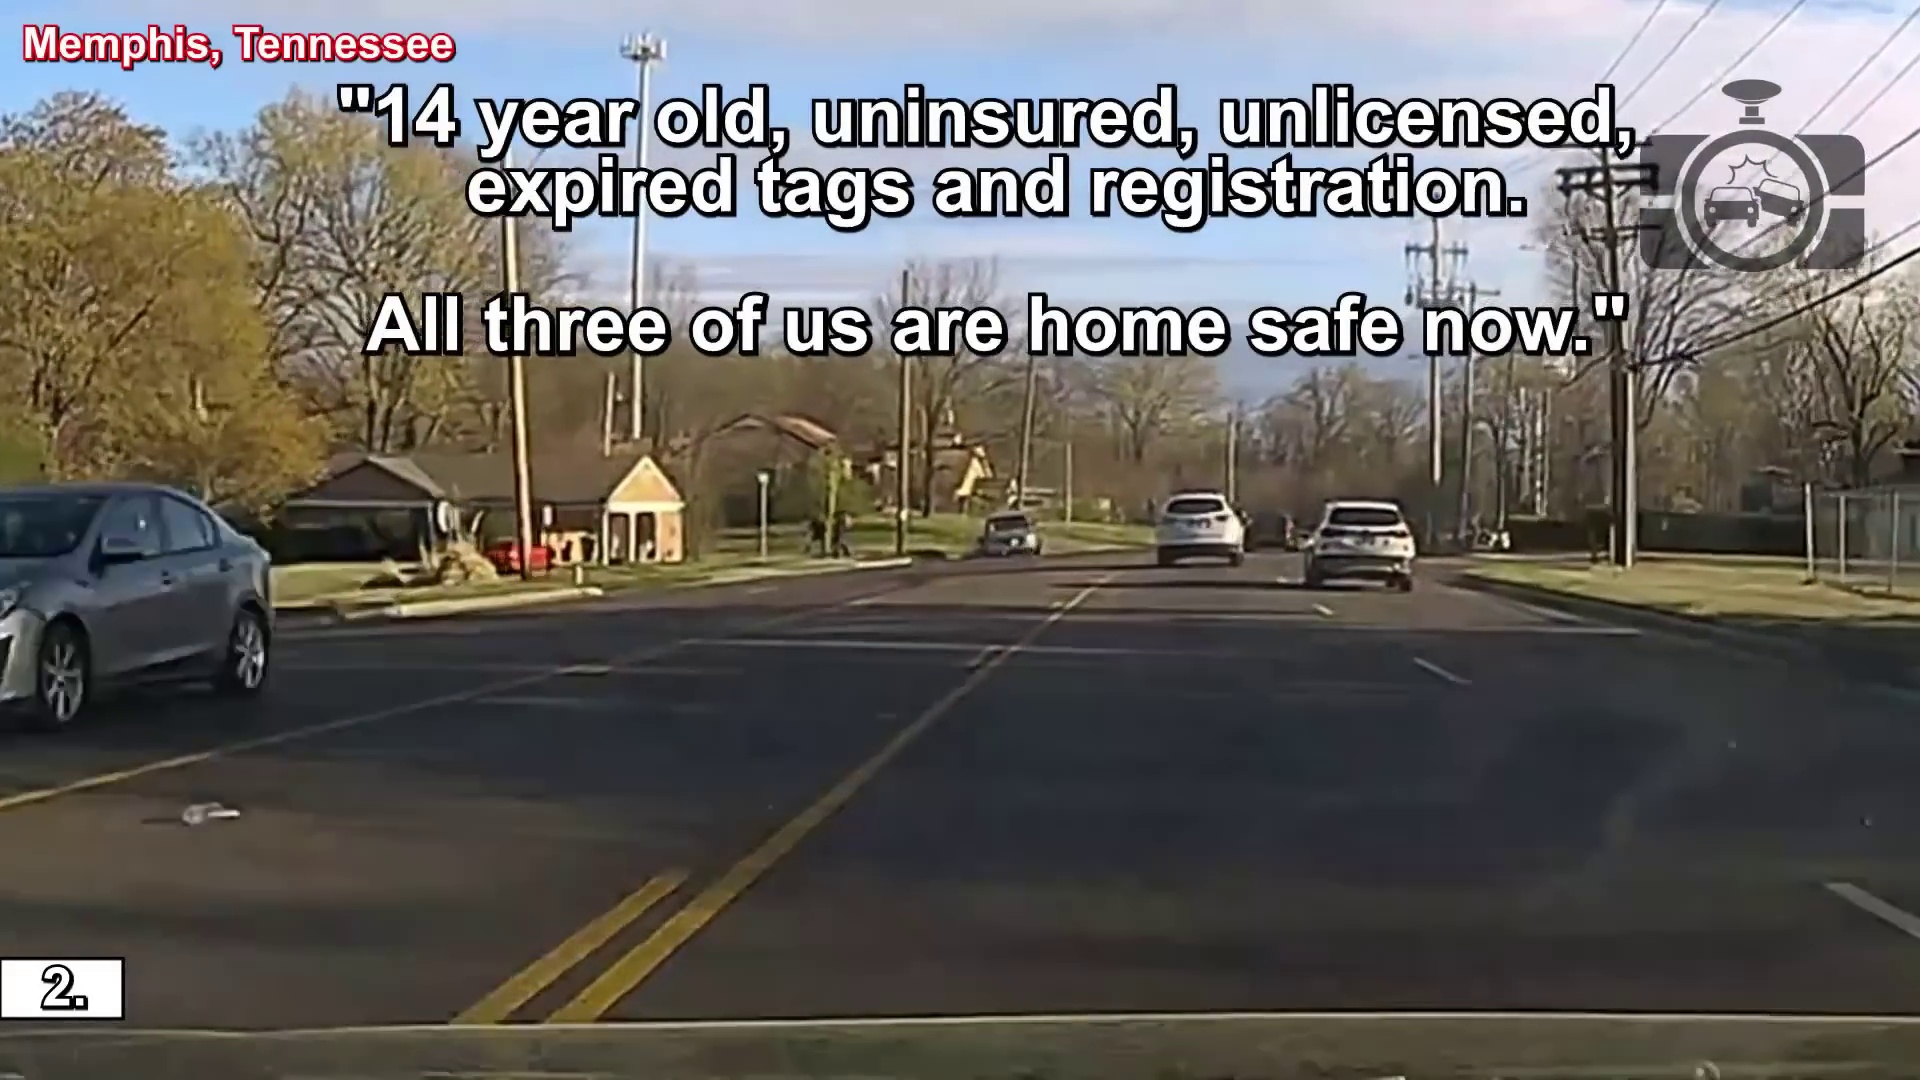 Memphis, Tennessee
"14 year old, uninsured, unlicensed,
expired tags and registration.
All three of us are home safe now."
2.